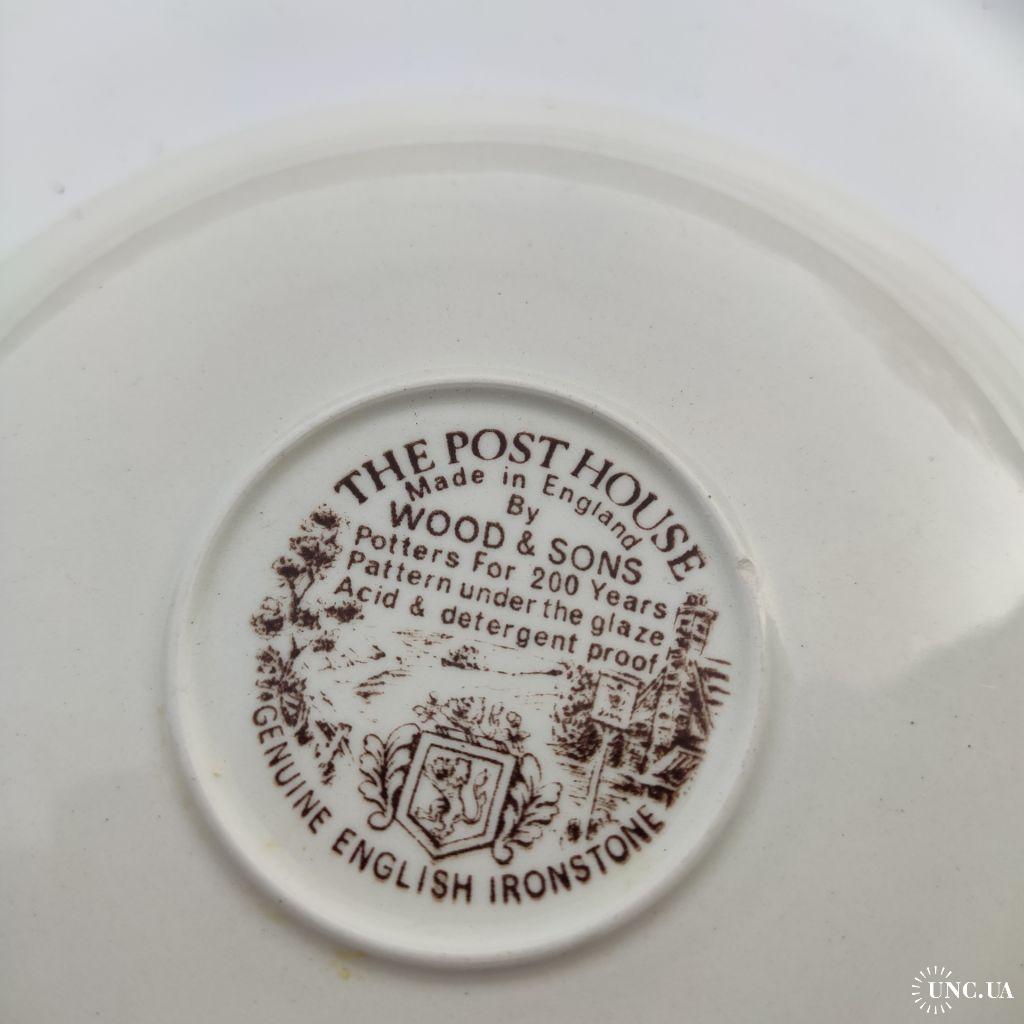 THE POST HOUSE
Made in England
By
WOOD & SONS
Potters For 200 Years
Pattern under the glaze
Acid & detergent proof
GENUINE ENGLISH IRONSTONE
UNC.UA